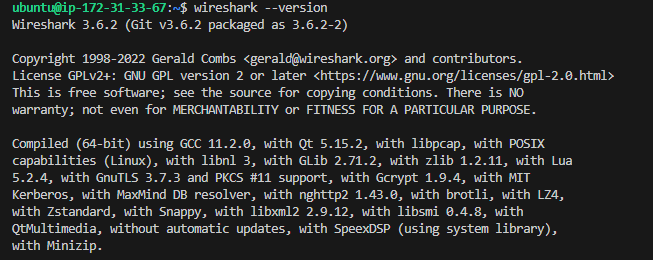 ubuntu@ip-172-31-33-67:~$ wireshark --version
Wireshark 3.6.2 (Git v3.6.2 packaged as 3.6.2-2)

Copyright 1998-2022 Gerald Combs <gerald@wireshark.org> and contributors.
License GPLv2+: GNU GPL version 2 or later <https://www.gnu.org/licenses/gpl-2.0.html>
This is free software; see the source for copying conditions. There is NO
warranty; not even for MERCHANTABILITY or FITNESS FOR A PARTICULAR PURPOSE.

Compiled (64-bit) using GCC 11.2.0, with Qt 5.15.2, with libpcap, with POSIX
capabilities (Linux), with libnl 3, with GLib 2.71.2, with zlib 1.2.11, with Lua
5.2.4, with GnuTLS 3.7.3 and PKCS #11 support, with Gcrypt 1.9.4, with MIT
Kerberos, with MaxMind DB resolver, with nghttp2 1.43.0, with brotli, with LZ4,
with Zstandard, with Snappy, with libxml2 2.9.12, with libsmi 0.4.8, with
QtMultimedia, without automatic updates, with SpeexDSP (using system library),
with Minizip.